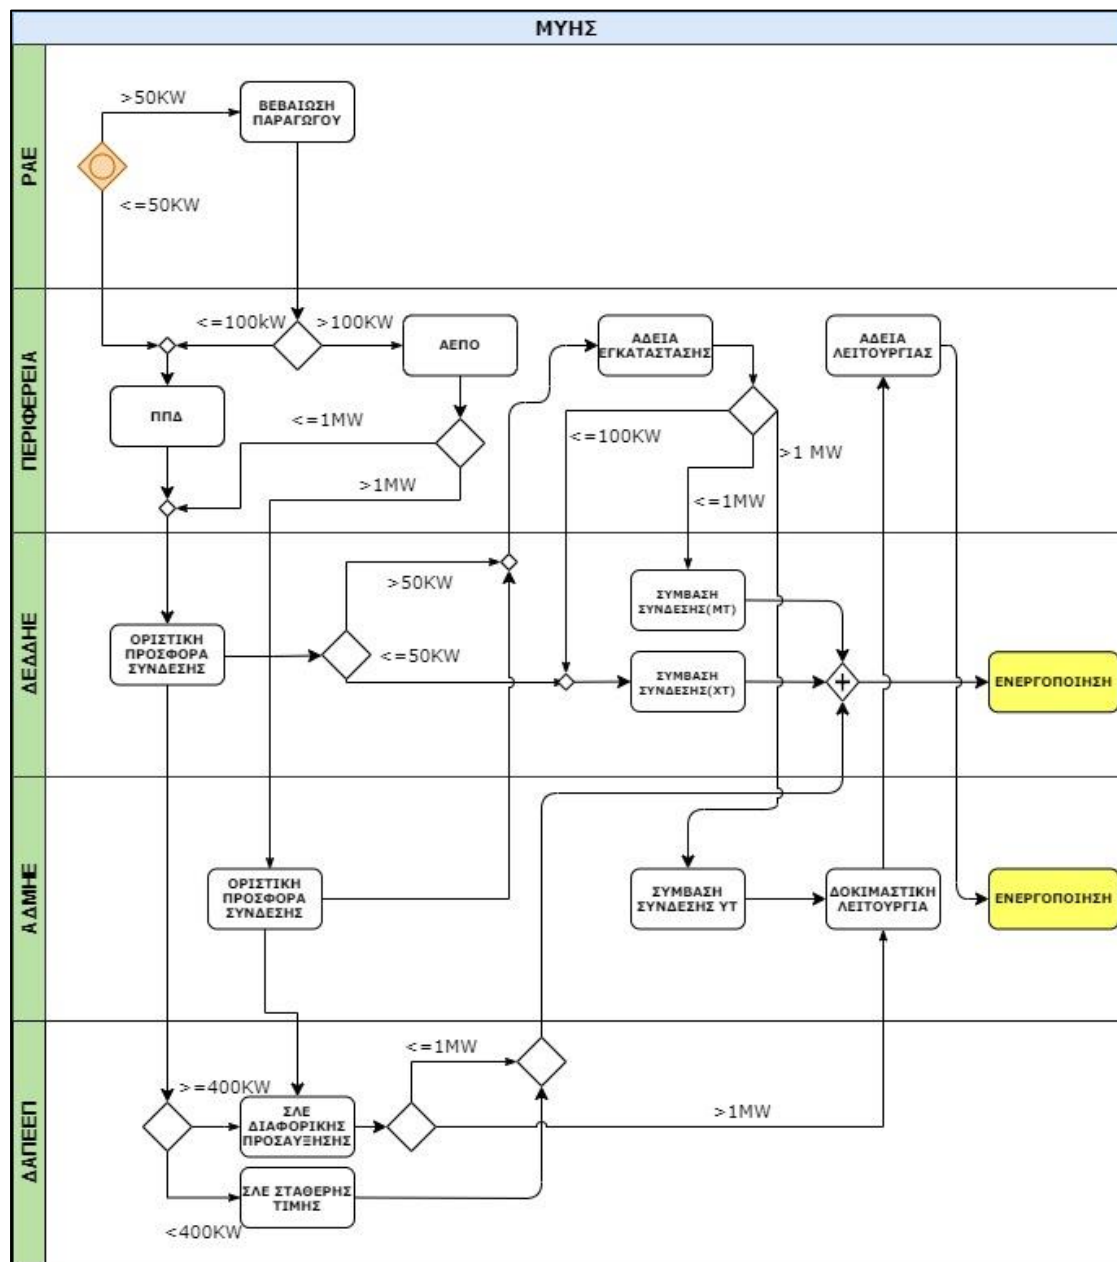 ΜΥΗΣ
ΡΑΕ
>50KW
ΒΕΒΑΙΩΣΗ
ΠΑΡΑΓΩΓΟΥ
<=50KW
ΠΕΡΙΦΕΡΕΙΑ
<=100kW
>100KW
ΑΕΠΟ
ΑΔΕΙΑ
ΕΓΚΑΤΑΣΤΑΣΗΣ
ΑΔΕΙΑ
ΛΕΙΤΟΥΡΓΙΑΣ
ΠΠΔ
<=1MW
<=100KW
>1 MW
>1MW
<=1MW
ΔΕΔΔΗΕ
>50KW
ΣΥΜΒΑΣΗ
ΣΥΝΔΕΣΗΣ(ΜΤ)
ΟΡΙΣΤΙΚΗ
ΠΡΟΣΦΟΡΑ
ΣΥΝΔΕΣΗΣ
<=50KW
ΣΥΜΒΑΣΗ
ΣΥΝΔΕΣΗΣ(ΧΤ)
ΕΝΕΡΓΟΠΟΙΗΣΗ
ΑΔΜΗΕ
ΟΡΙΣΤΙΚΗ
ΠΡΟΣΦΟΡΑ
ΣΥΝΔΕΣΗΣ
ΣΥΜΒΑΣΗ
ΣΥΝΔΕΣΗΣ ΥΤ
ΔΟΚΙΜΑΣΤΙΚΗ
ΛΕΙΤΟΥΡΓΙΑ
ΕΝΕΡΓΟΠΟΙΗΣΗ
ΔΑΠΕΕΠ
<=1MW
>=400KW
ΣΛΕ
ΔΙΑΦΟΡΙΚΗΣ
ΠΡΟΣΑΥΞΗΣΗΣ
>1MW
ΣΛΕ ΣΤΑΘΕΡΗΣ
ΤΙΜΗΣ
<400KW